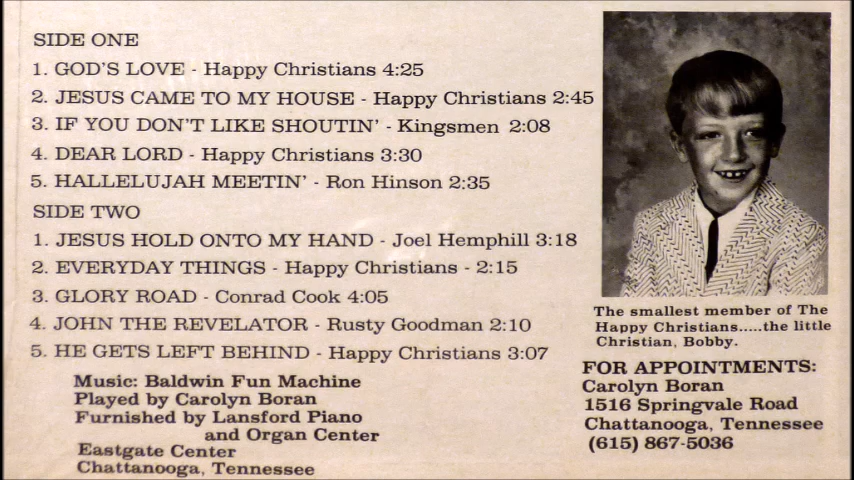 SIDE ONE
1. GOD'S LOVE - Happy Christians 4:25
2. JESUS CAME TO MY HOUSE - Happy Christians 2:45
3. IF YOU DON'T LIKE SHOUTIN' - Kingsmen 2:08
4. DEAR LORD - Happy Christians 3:30
5. HALLELUJAH MEETIN' - Ron Hinson 2:35
SIDE TWO
1. JESUS HOLD ONTO MY HAND - Joel Hemphill 3:18
2. EVERYDAY THINGS - Happy Christians - 2:15
3. GLORY ROAD - Conrad Cook 4:05
4. JOHN THE REVELATOR - Rusty Goodman 2:10
5. HE GETS LEFT BEHIND - Happy Christians 3:07
Music: Baldwin Fun Machine
Played by Carolyn Boran
Furnished by Lansford Piano
and Organ Center
Eastgate Center
Chattanooga, Tennessee
The smallest member of The
Happy Christians.....the little
Christian, Bobby.
FOR APPOINTMENTS:
Carolyn Boran
1516 Springvale Road
Chattanooga, Tennessee
(615) 867-5036